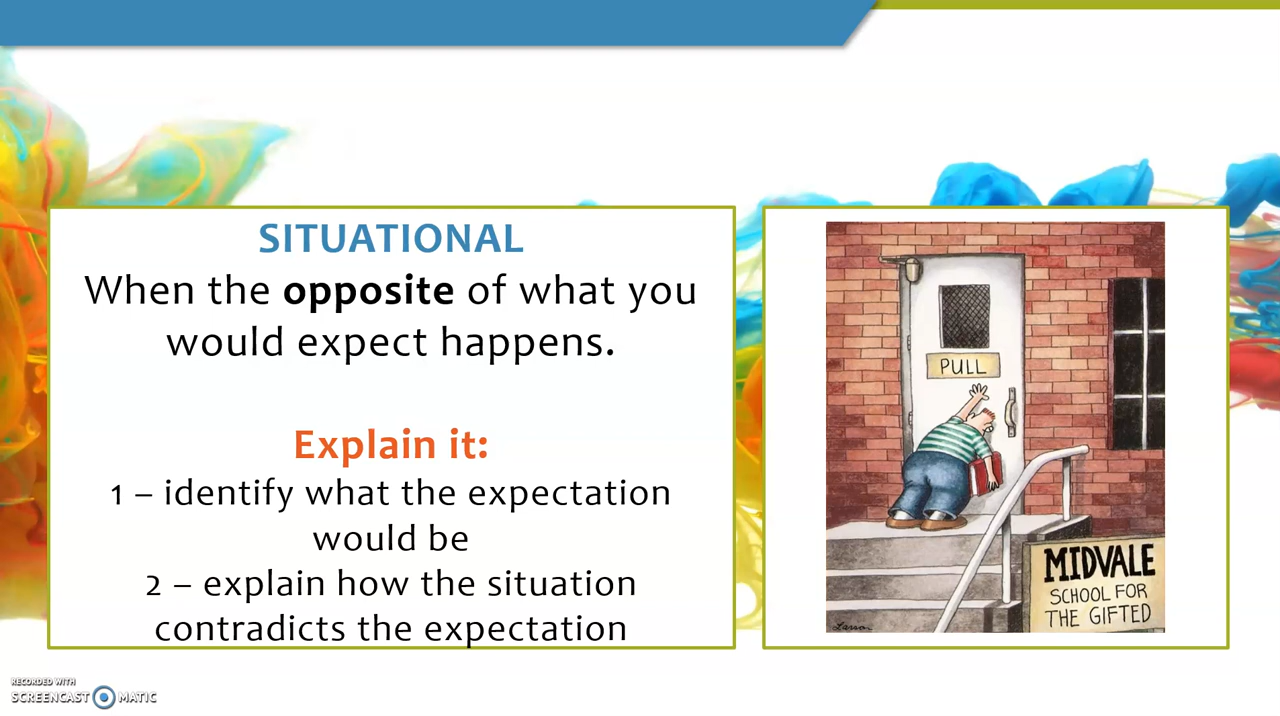 SITUATIONAL
When the opposite of what you
would expect happens.
Explain it:
1 – identify what the expectation
would be
2 – explain how the situation
contradicts the expectation
PULL
MIDVALE
SCHOOL FOR
THE GIFTED
Larson
RECORDED WITH
SCREENCAST MATIC